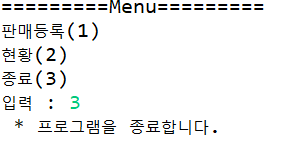 =========Menu=========
판매등록(1)
현황(2)
종료(3)
입력 : 3
* 프로그램을 종료합니다.